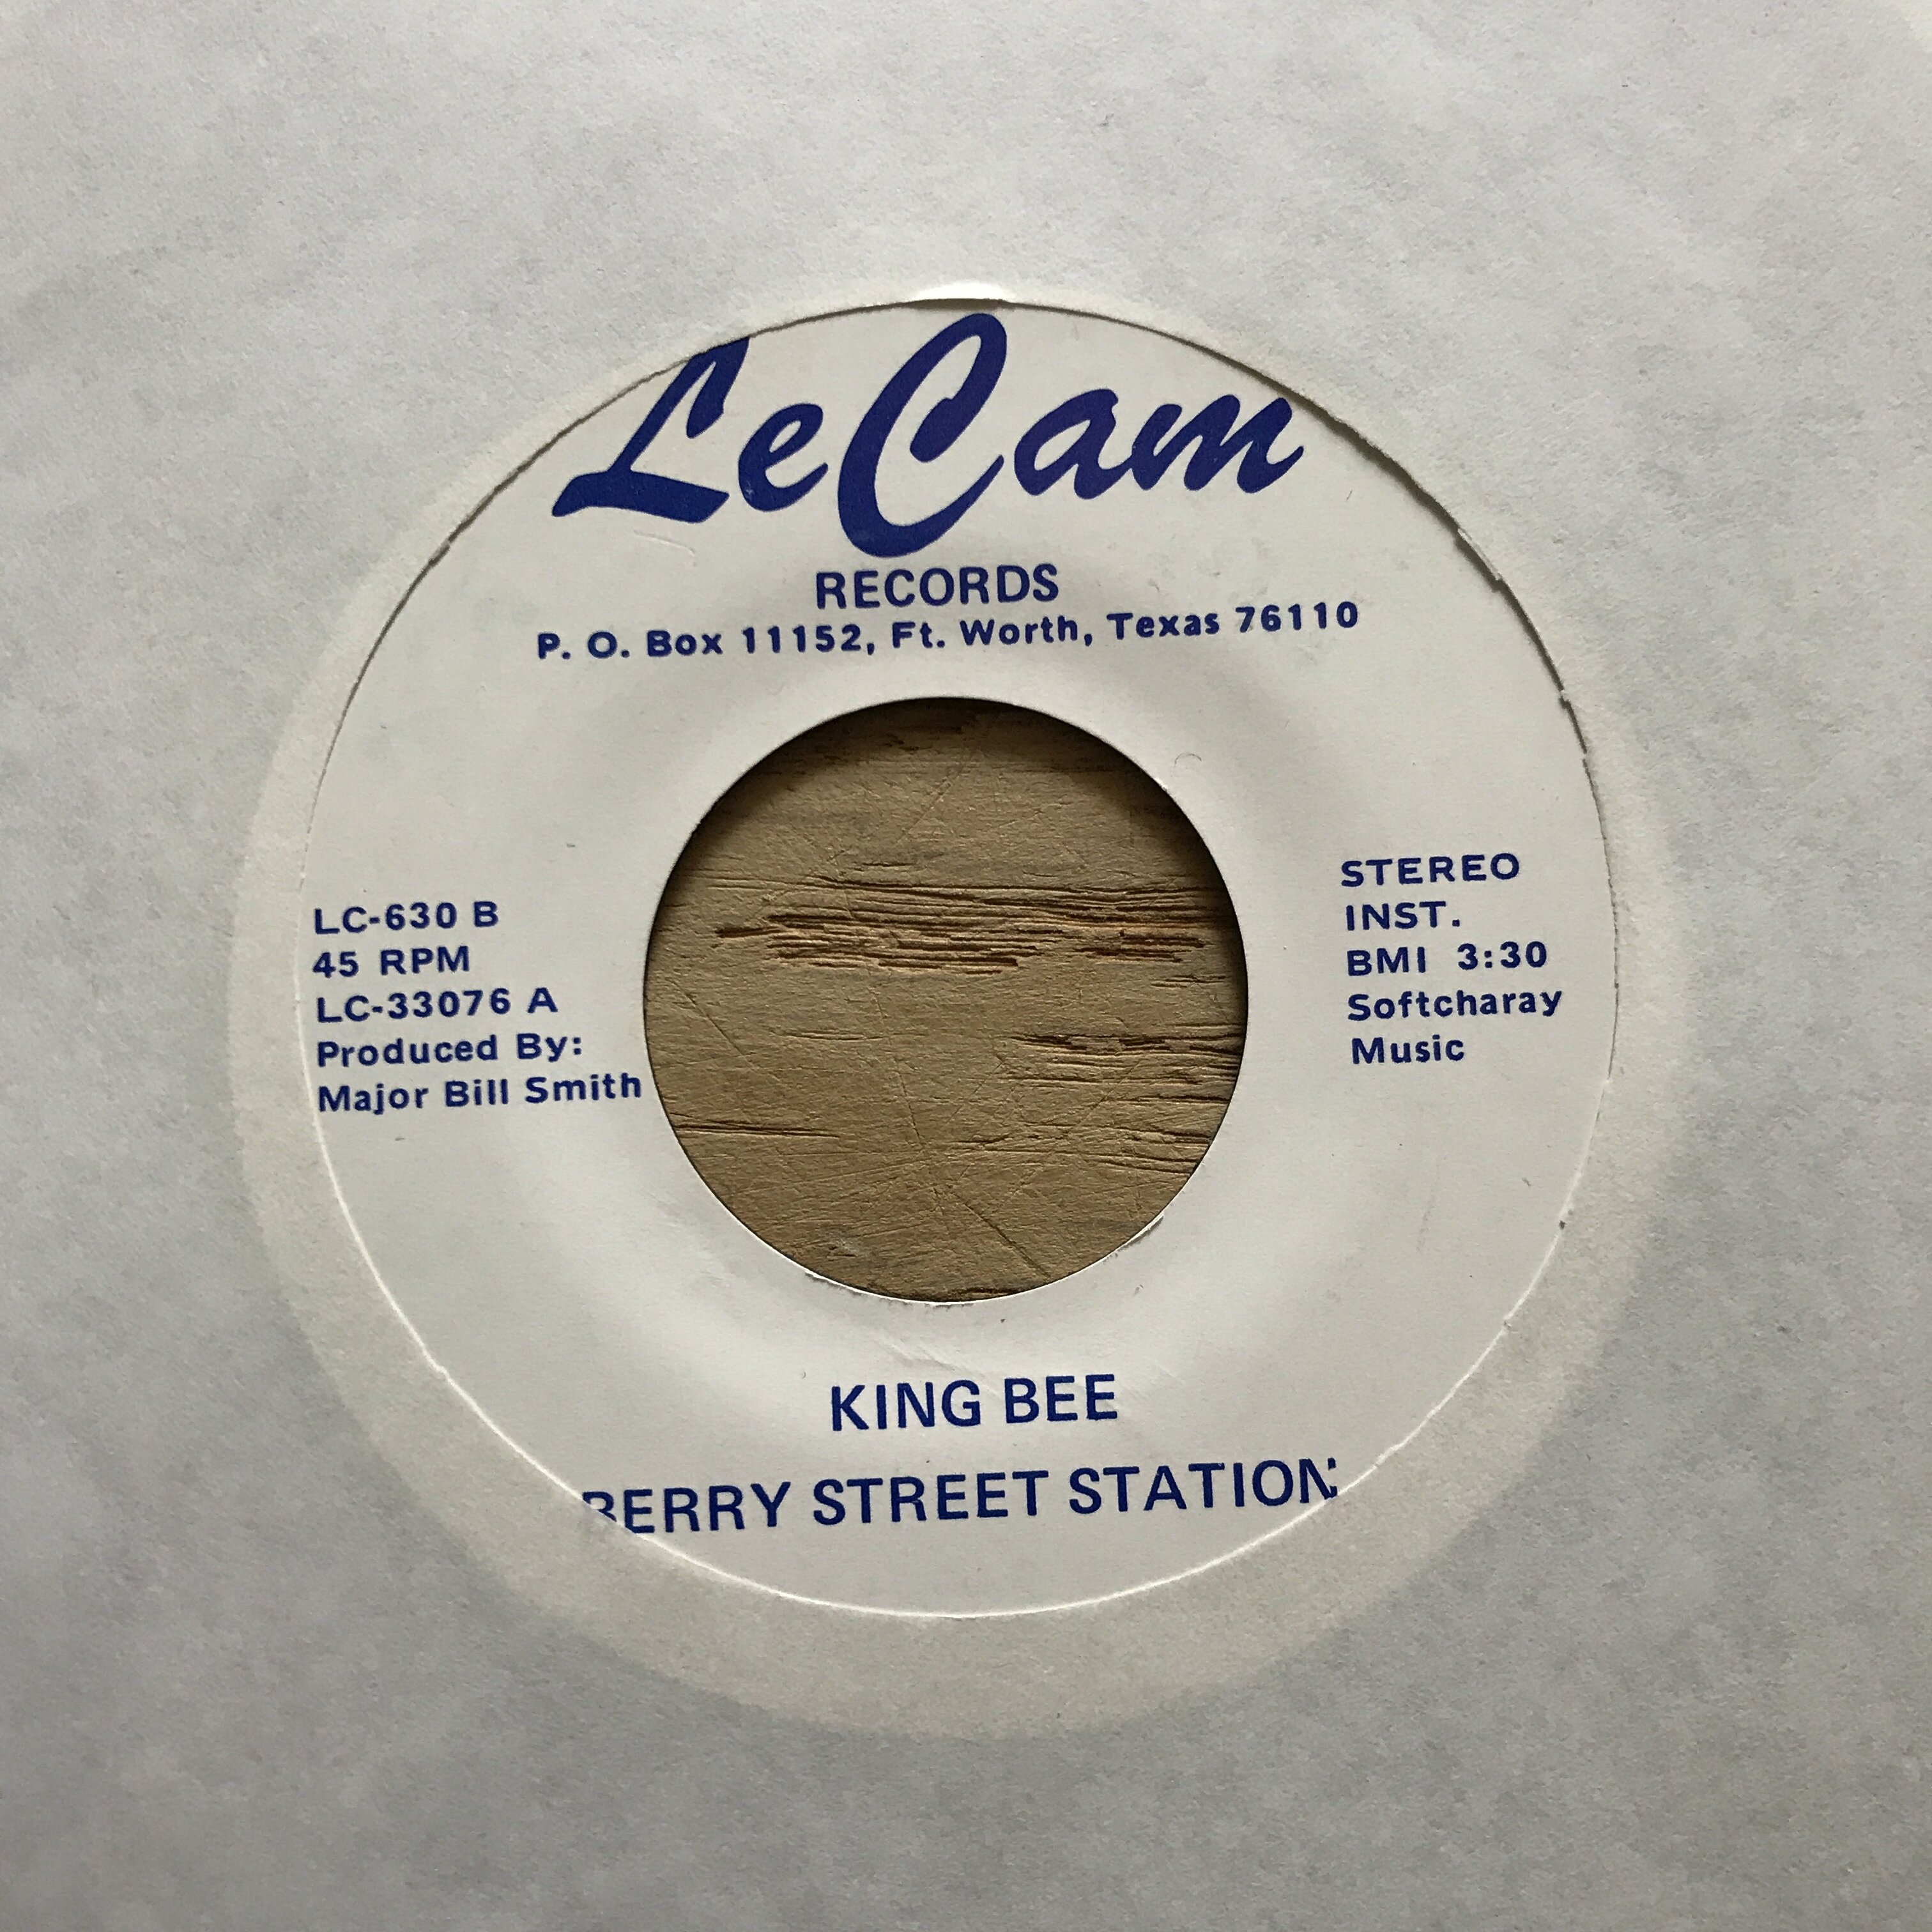 LeCam
RECORDS
P. O. Box 11152, Ft. Worth, Texas 76110
LC-630 B
45 RPM
LC-33076 A
Produced By:
Major Bill Smith
STEREO
INST.
BMI 3:30
Softcharay
Music
KING BEE
BERRY STREET STATION